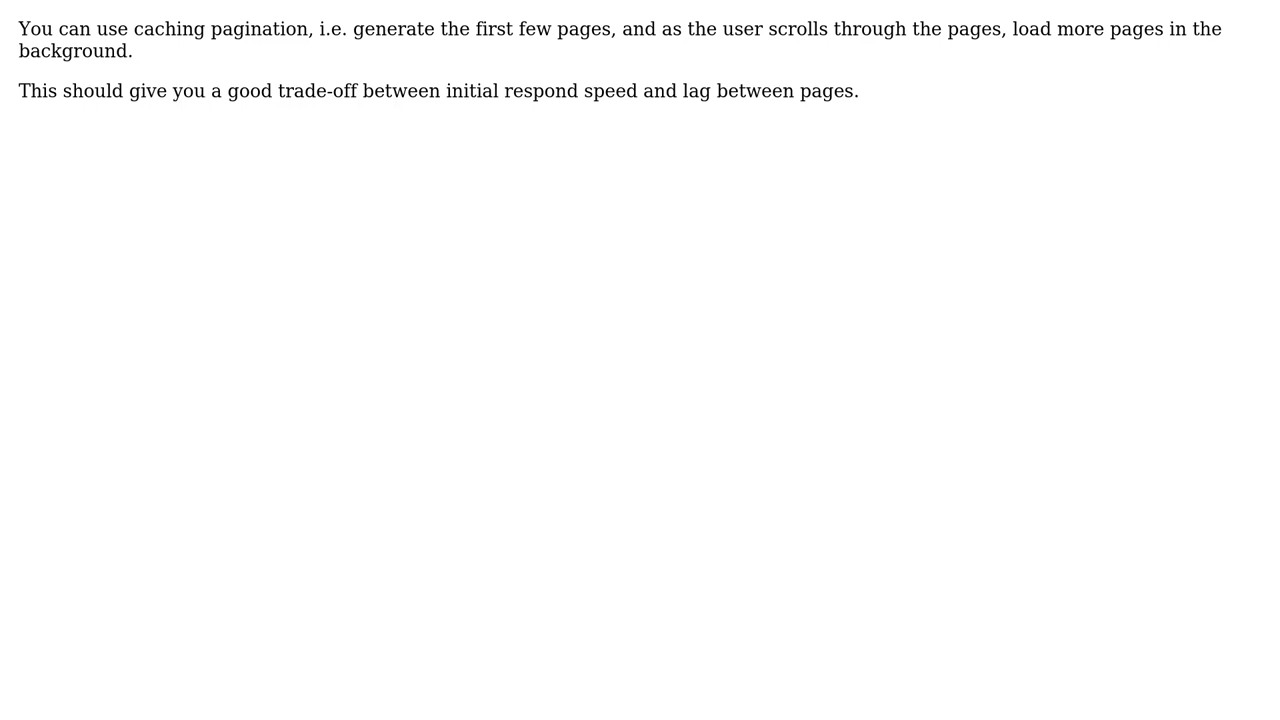 You can use caching pagination, i.e. generate the first few pages, and as the user scrolls through the pages, load more pages in the
background.
This should give you a good trade-off between initial respond speed and lag between pages.